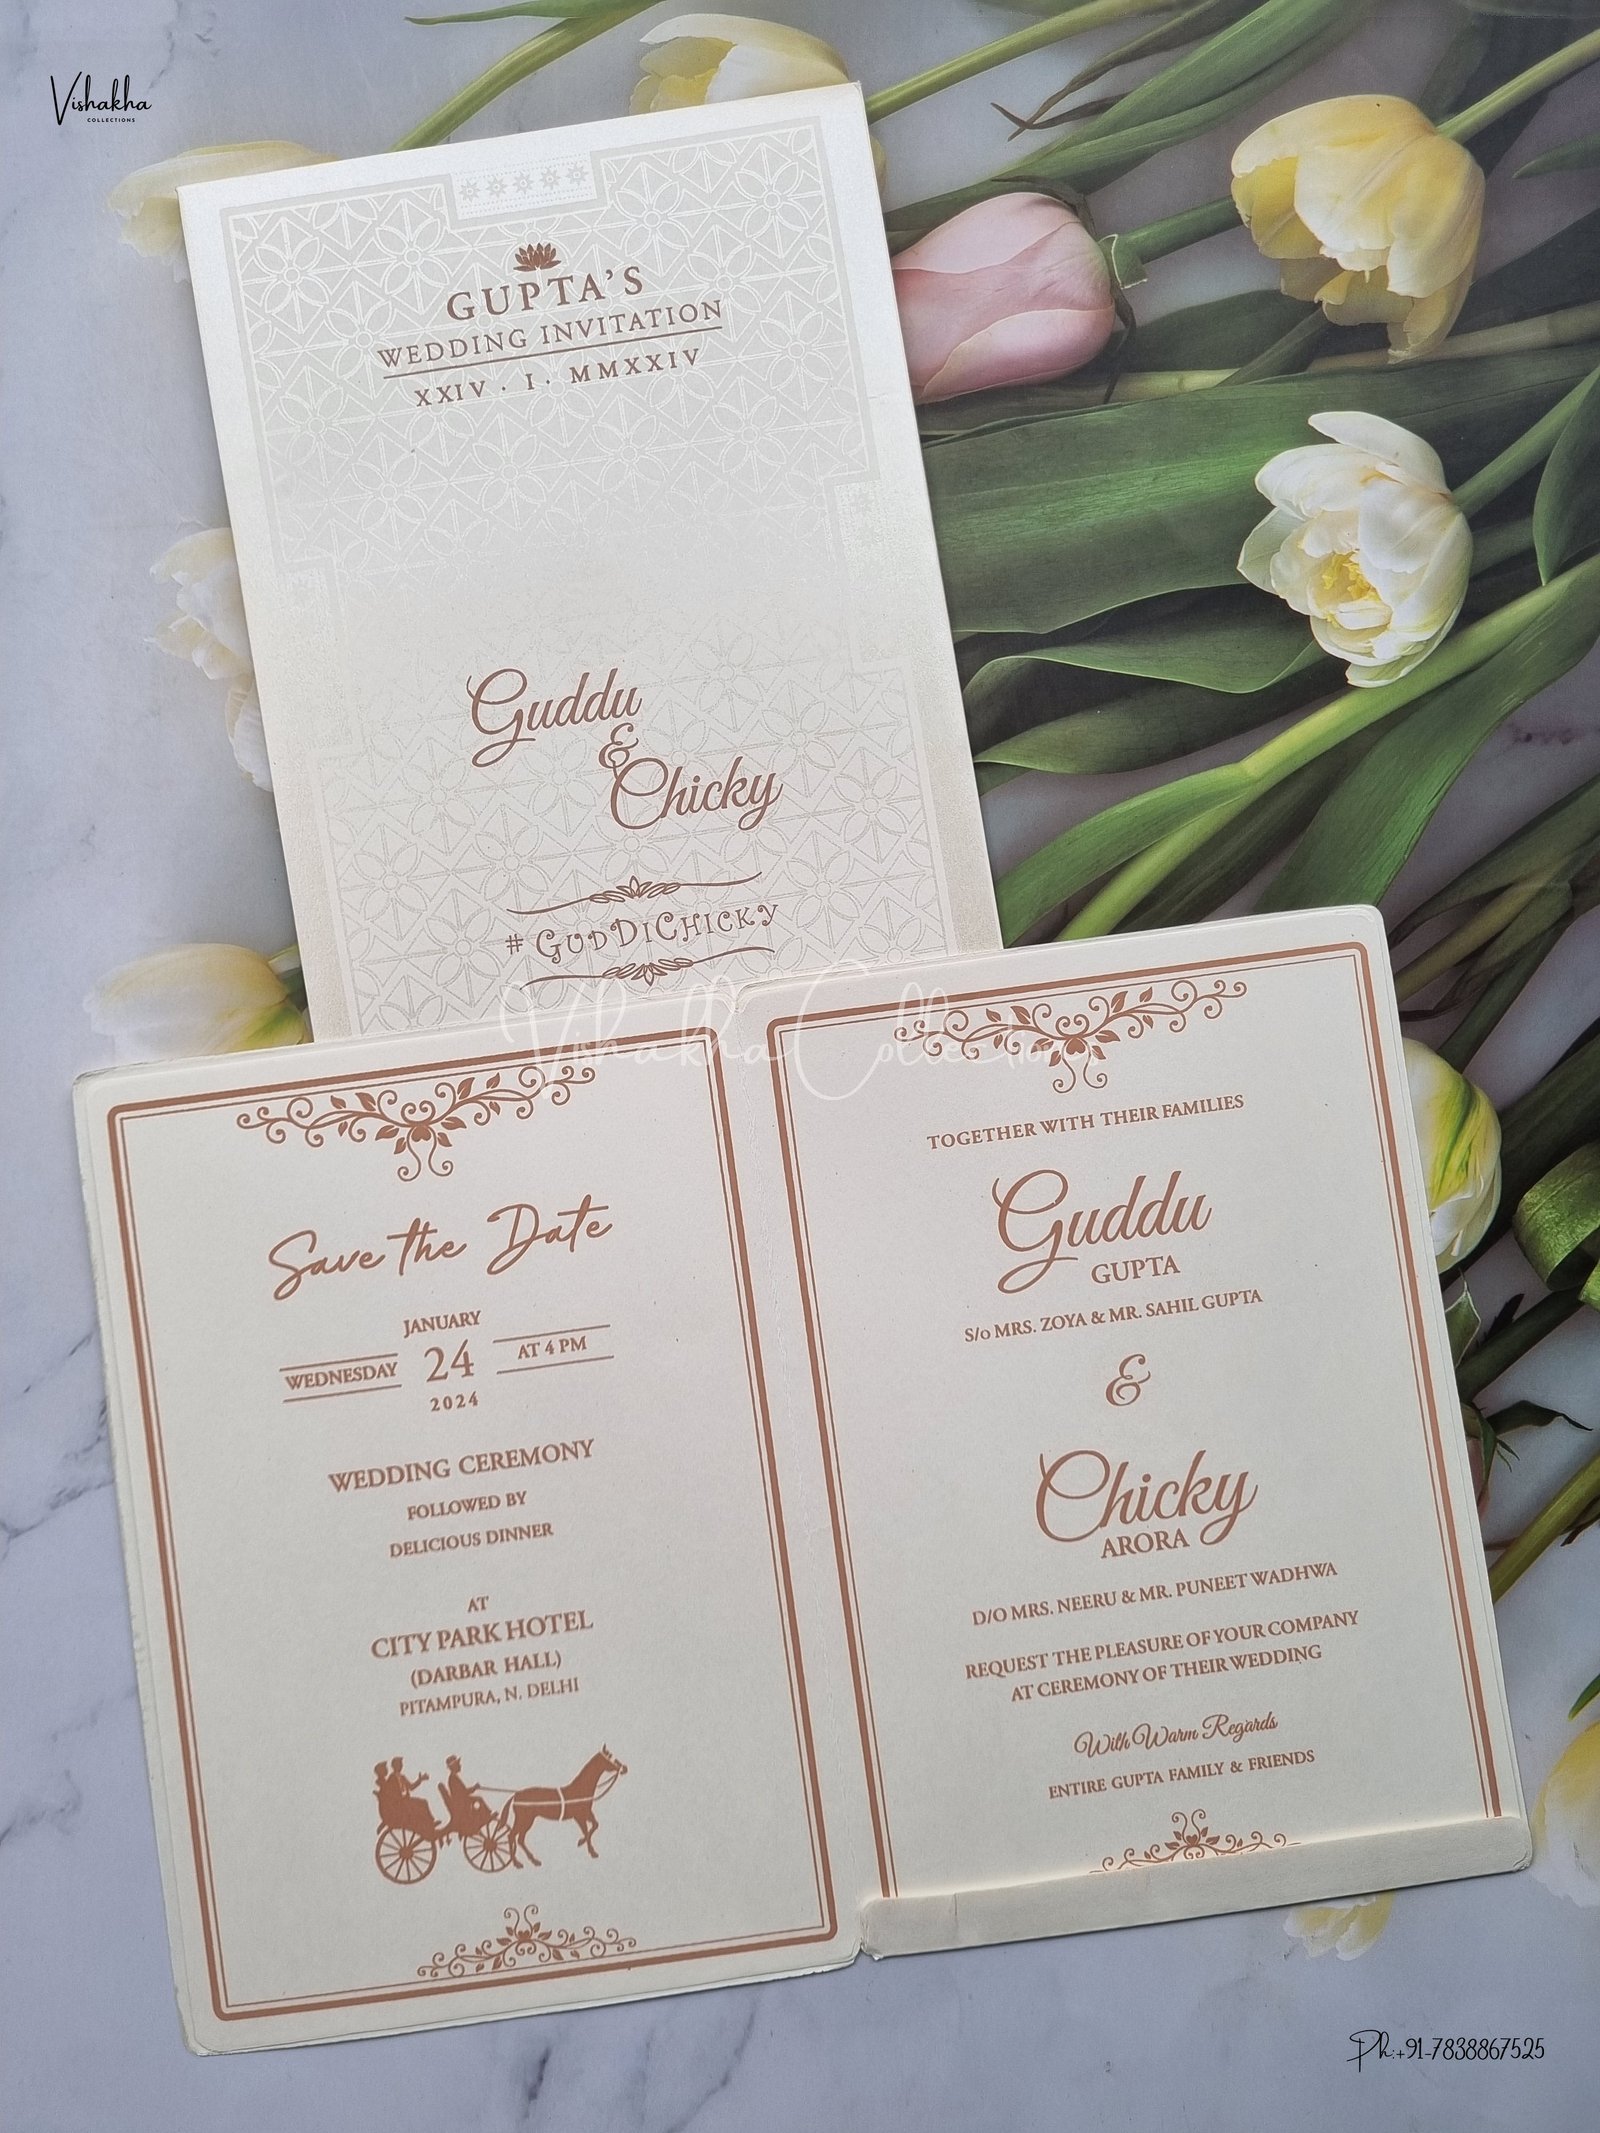 Vishakha
COLLECTIONS
GUPTA'S
WEDDING INVITATION
XXIV · I · MMXXIV
Guddu
&
Chicky
# GUDDICHICKY
Vishakha Collections
Save the Date
JANUARY
WEDNESDAY 24 AT 4 PM
2024
WEDDING CEREMONY
FOLLOWED BY
DELICIOUS DINNER
AT
CITY PARK HOTEL
(DARBAR HALL)
PITAMPURA, N. DELHI
TOGETHER WITH THEIR FAMILIES
Guddu
GUPTA
S/o MRS. ZOYA & MR. SAHIL GUPTA
&
Chicky
ARORA
D/O MRS. NEERU & MR. PUNEET WADHWA
REQUEST THE PLEASURE OF YOUR COMPANY
AT CEREMONY OF THEIR WEDDING
With Warm Regards
ENTIRE GUPTA FAMILY & FRIENDS
Ph:+91-7838867525